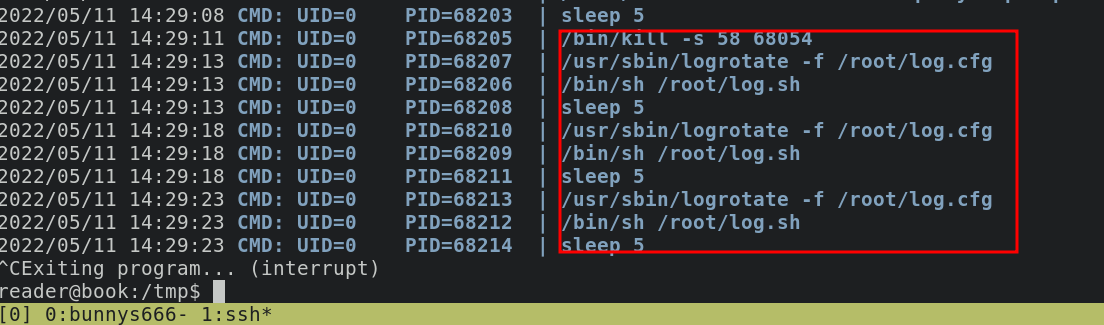 2022/05/11 14:29:08 CMD: UID=0    PID=68203  | sleep 5
2022/05/11 14:29:11 CMD: UID=0    PID=68205  | /bin/kill -s 58 68054
2022/05/11 14:29:13 CMD: UID=0    PID=68207  | /usr/sbin/logrotate -f /root/log.cfg
2022/05/11 14:29:13 CMD: UID=0    PID=68206  | /bin/sh /root/log.sh
2022/05/11 14:29:13 CMD: UID=0    PID=68208  | sleep 5
2022/05/11 14:29:18 CMD: UID=0    PID=68210  | /usr/sbin/logrotate -f /root/log.cfg
2022/05/11 14:29:18 CMD: UID=0    PID=68209  | /bin/sh /root/log.sh
2022/05/11 14:29:18 CMD: UID=0    PID=68211  | sleep 5
2022/05/11 14:29:23 CMD: UID=0    PID=68213  | /usr/sbin/logrotate -f /root/log.cfg
2022/05/11 14:29:23 CMD: UID=0    PID=68212  | /bin/sh /root/log.sh
2022/05/11 14:29:23 CMD: UID=0    PID=68214  | sleep 5
^CExiting program... (interrupt)
reader@book:/tmp$
[0] 0:bunnys666- 1:ssh*